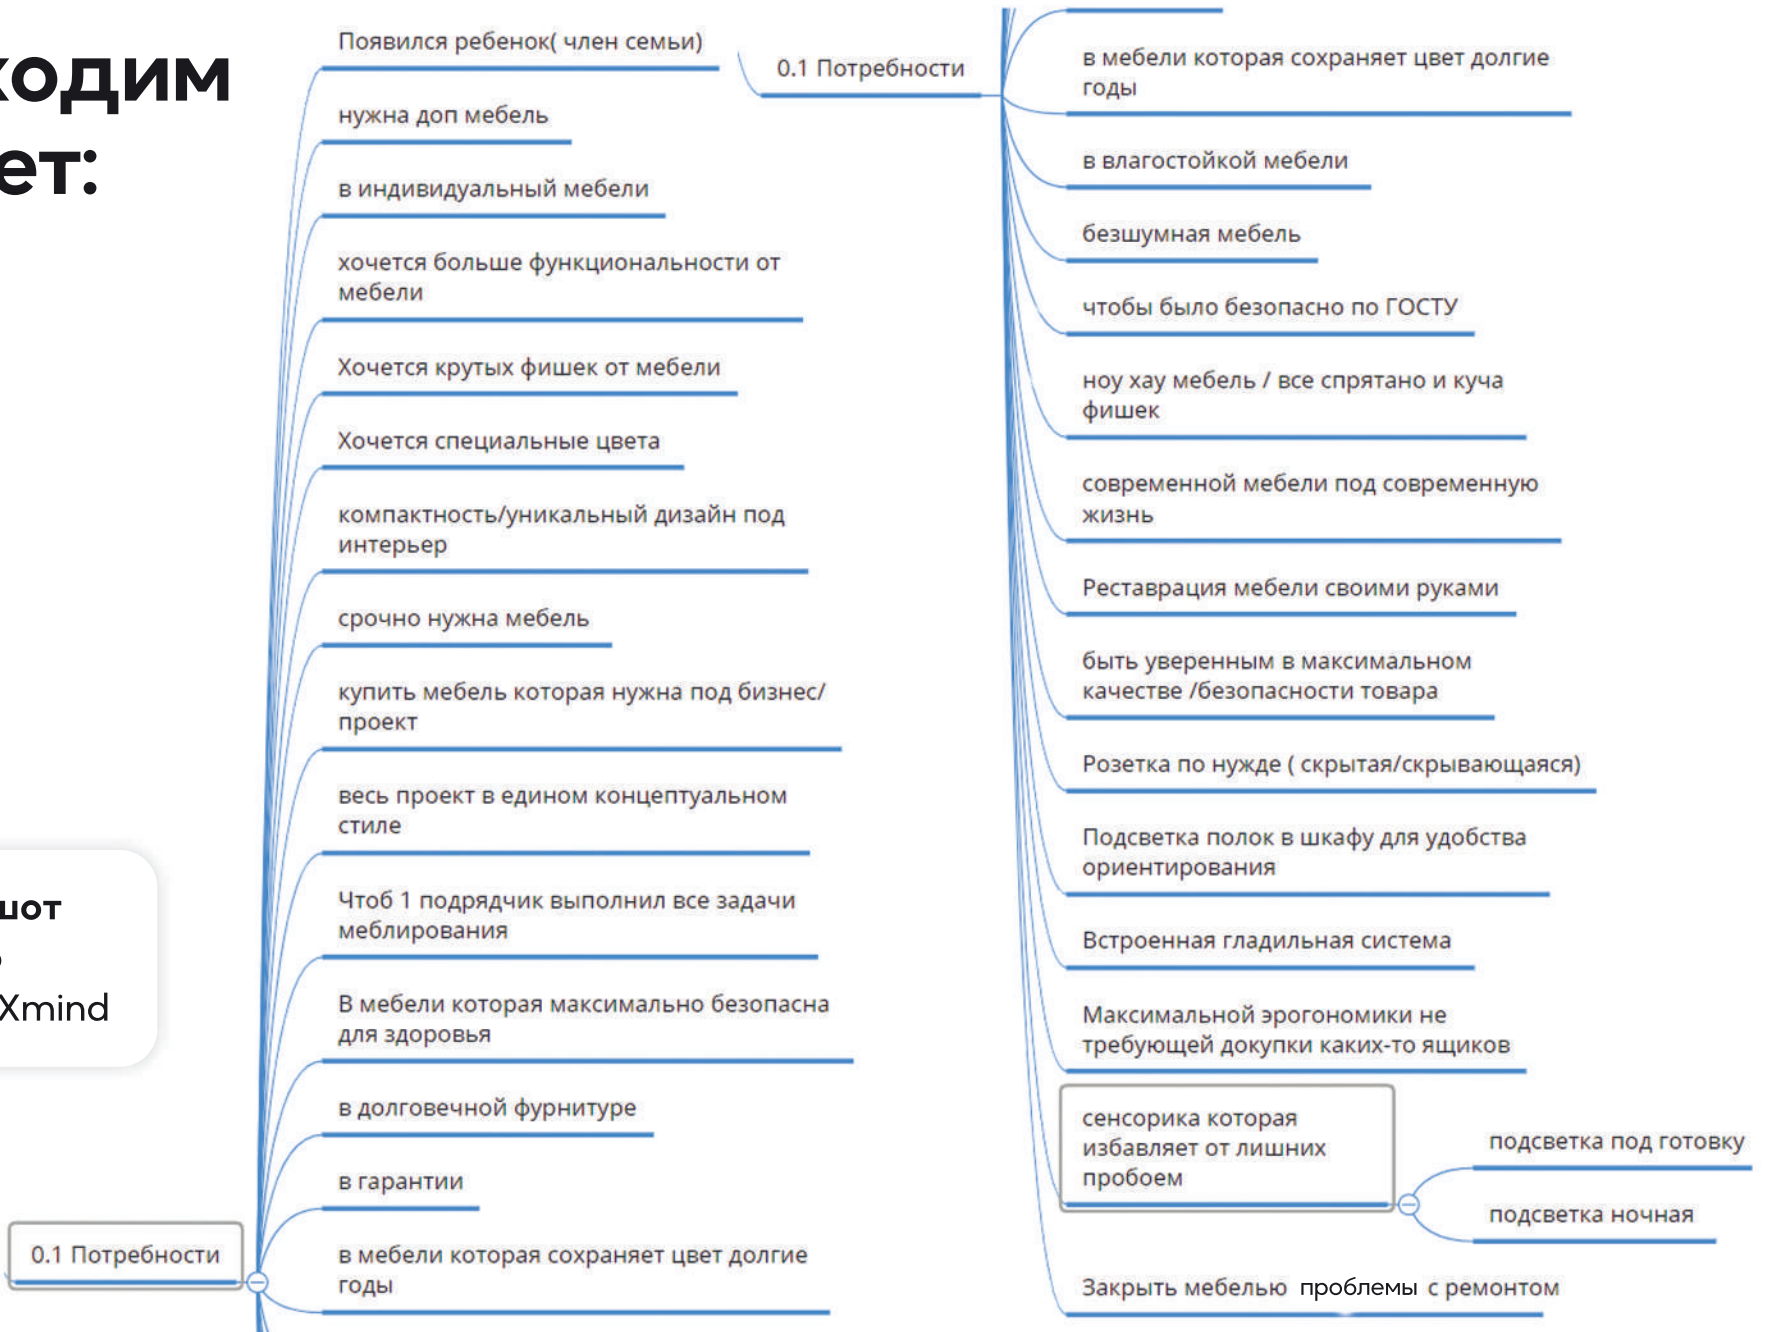 ходим
ет:
шот
Xmind
0.1 Потребности
Появился ребенок( член семьи)
нужна доп мебель
в индивидуальный мебели
хочется больше функциональности от
мебели
Хочется крутых фишек от мебели
Хочется специальные цвета
компактность/уникальный дизайн под
интерьер
срочно нужна мебель
купить мебель которая нужна под бизнес/
проект
весь проект в едином концептуальном
стиле
Чтоб 1 подрядчик выполнил все задачи
меблирования
В мебели которая максимально безопасна
для здоровья
в долговечной фурнитуре
в гарантии
в мебели которая сохраняет цвет долгие
годы
0.1 Потребности
в мебели которая сохраняет цвет долгие
годы
в влагостойкой мебели
безшумная мебель
чтобы было безопасно по ГОСТУ
ноу хау мебель / все спрятано и куча
фишек
современной мебели под современную
жизнь
Реставрация мебели своими руками
быть уверенным в максимальном
качестве /безопасности товара
Розетка по нужде ( скрытая/скрывающаяся)
Подсветка полок в шкафу для удобства
ориентирования
Встроенная гладильная система
Максимальной эрогономики не
требующей докупки каких-то ящиков
сенсорика которая
избавляет от лишних
пробоем
подсветка под готовку
подсветка ночная
Закрыть мебелью проблемы с ремонтом